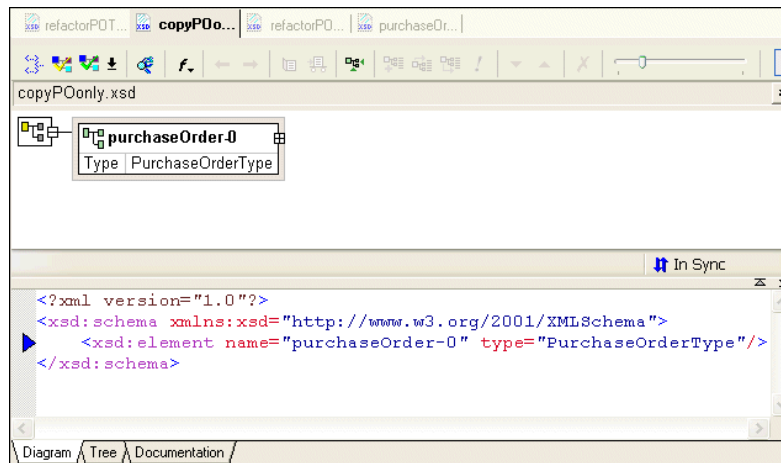 refactorPOT... copyPOo... refactorPO... purchaseOr...
copyPOonly.xsd
purchaseOrder-0
Type PurchaseOrderType
In Sync
<?xml version="1.0"?>
<xsd:schema xmlns:xsd="http://www.w3.org/2001/XMLSchema">
<xsd:element name="purchaseOrder-0" type="PurchaseOrderType"/>
</xsd:schema>
Diagram Tree Documentation